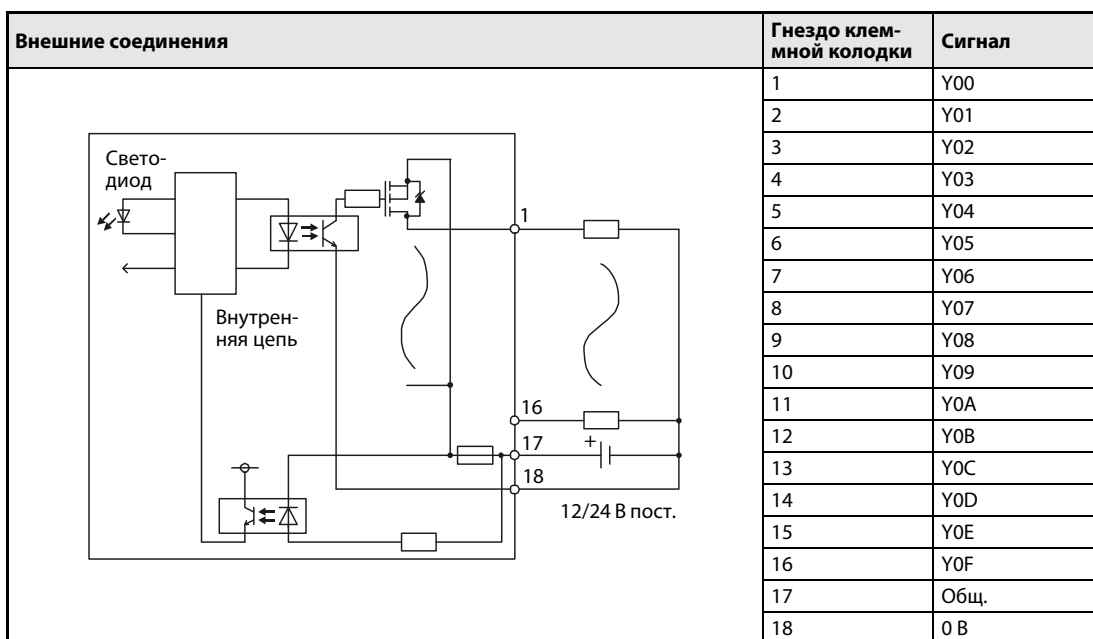 Внешние соединения
Гнездо клем-
мной колодки
Сигнал
Свето-
диод
Внутрен-
няя цепь
1
16
17
+
18
12/24 В пост.
1 Y00
2 Y01
3 Y02
4 Y03
5 Y04
6 Y05
7 Y06
8 Y07
9 Y08
10 Y09
11 Y0A
12 Y0B
13 Y0C
14 Y0D
15 Y0E
16 Y0F
17 Общ.
18 0 В